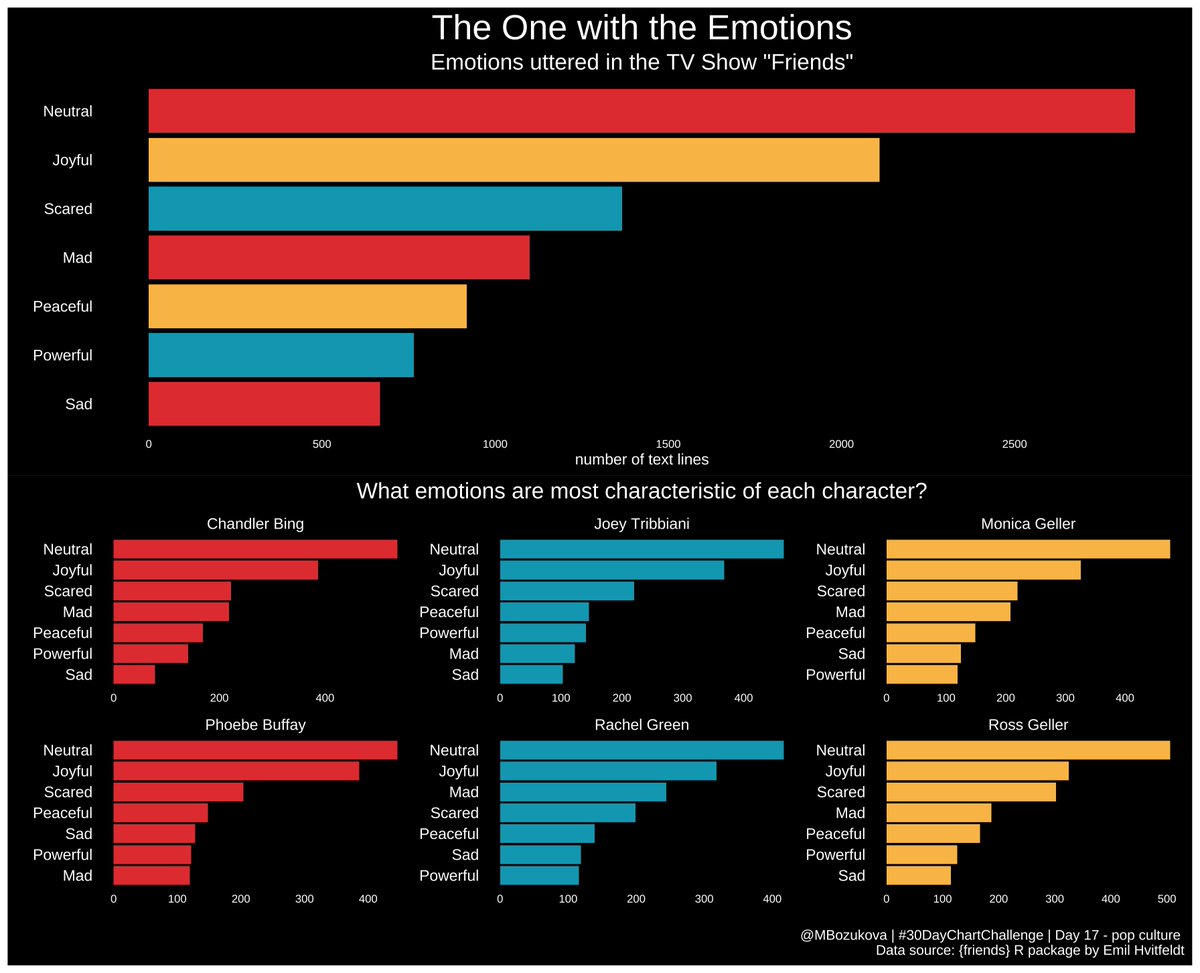 The One with the Emotions
Emotions uttered in the TV Show "Friends"
Neutral
Joyful
Scared
Mad
Peaceful
Powerful
Sad
0 500 1000 1500 2000 2500
number of text lines
What emotions are most characteristic of each character?
Chandler Bing
Neutral
Joyful
Scared
Mad
Peaceful
Powerful
Sad
0 200 400
Joey Tribbiani
Neutral
Joyful
Scared
Peaceful
Powerful
Mad
Sad
0 100 200 300 400
Monica Geller
Neutral
Joyful
Scared
Mad
Peaceful
Sad
Powerful
0 100 200 300 400
Phoebe Buffay
Neutral
Joyful
Scared
Peaceful
Sad
Powerful
Mad
0 100 200 300 400
Rachel Green
Neutral
Joyful
Mad
Scared
Peaceful
Sad
Powerful
0 100 200 300 400
Ross Geller
Neutral
Joyful
Scared
Mad
Peaceful
Powerful
Sad
0 100 200 300 400 500
@MBozukova | #30DayChartChallenge | Day 17 - pop culture
Data source: {friends} R package by Emil Hvitfeldt